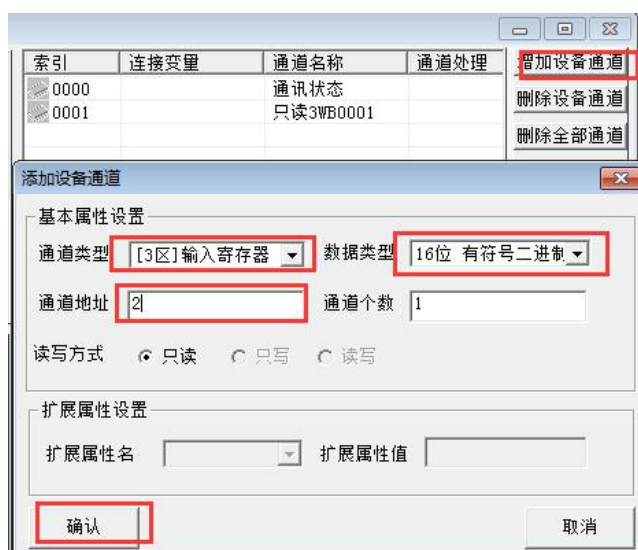 索引 连接变量 通道名称 通道处理 增加设备通道
0000 通讯状态
删除设备通道
0001 只读3WB0001
删除全部通道
添加设备通道
基本属性设置
通道类型 [3区]输入寄存器 数据类型 16位 有符号二进制
通道地址 2 通道个数 1
读写方式 只读 只写 读写
扩展属性设置
扩展属性名 扩展属性值
确认 取消